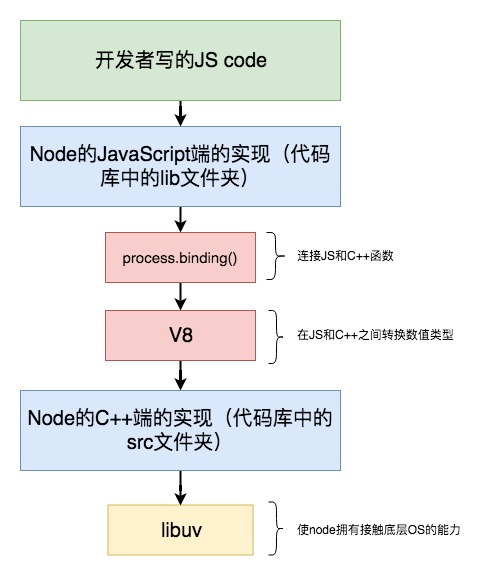 开发者写的JS code
Node的JavaScript端的实现（代码
库中的lib文件夹）
process.binding()
连接JS和C++函数
V8
在JS和C++之间转换数值类型
Node的C++端的实现（代码库中的
src文件夹）
libuv
使node拥有接触底层OS的能力